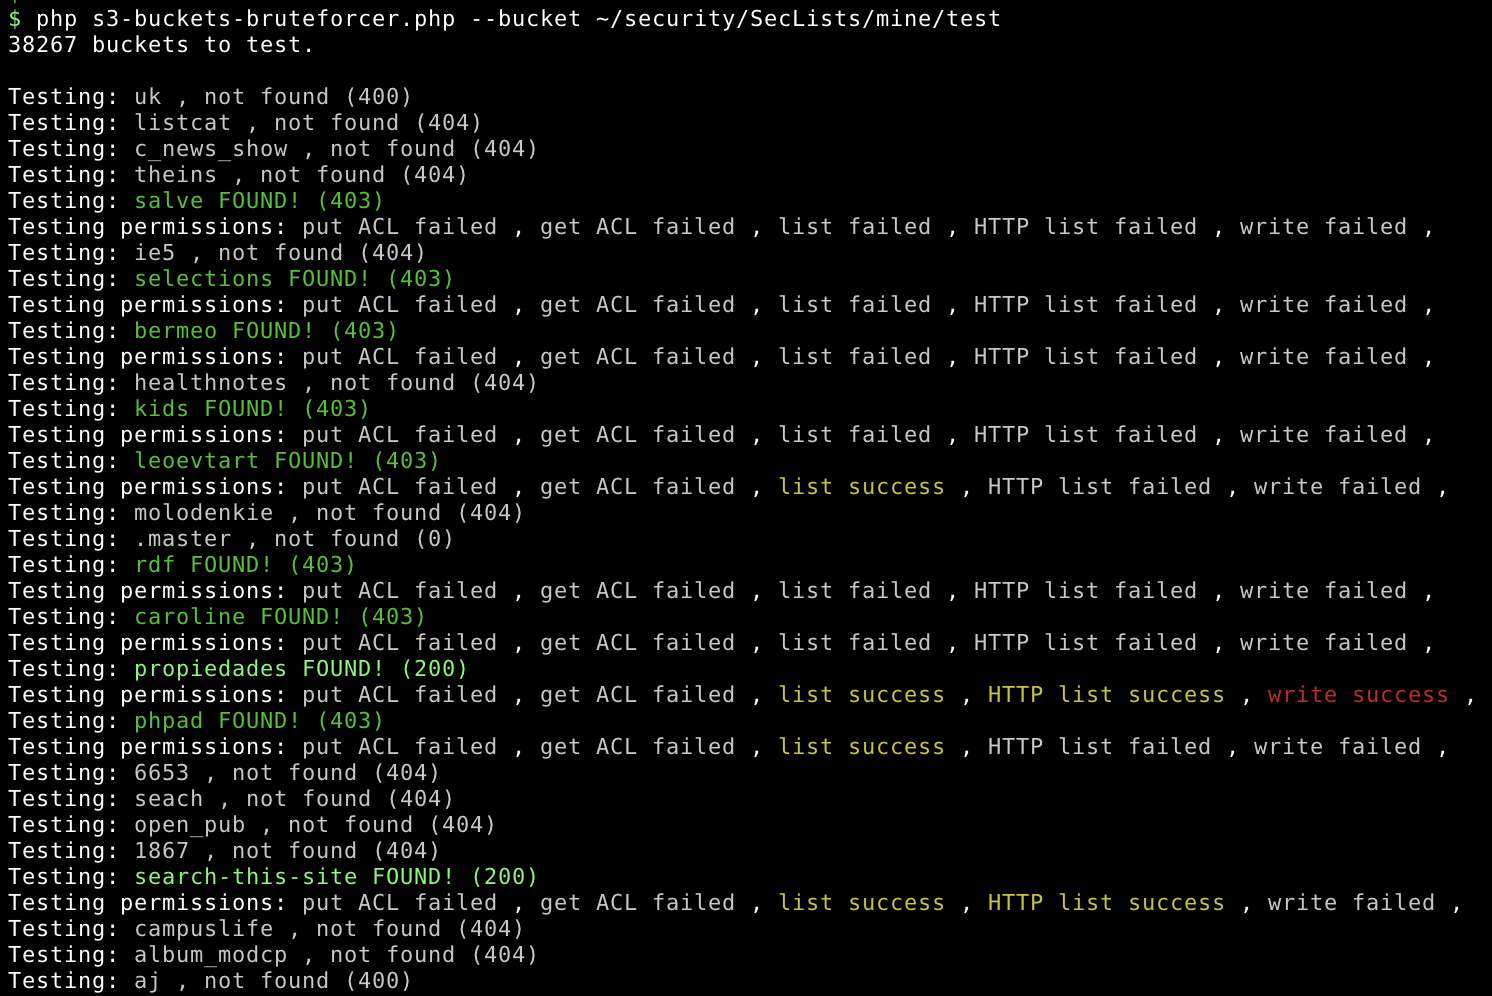 $ php s3-buckets-bruteforcer.php --bucket ~/security/SecLists/mine/test
38267 buckets to test.
Testing: uk , not found (400)
Testing: listcat , not found (404)
Testing: c_news_show , not found (404)
Testing: theins , not found (404)
Testing: salve FOUND! (403)
Testing permissions: put ACL failed , get ACL failed , list failed , HTTP list failed , write failed ,
Testing: ie5 , not found (404)
Testing: selections FOUND! (403)
Testing permissions: put ACL failed , get ACL failed , list failed , HTTP list failed , write failed ,
Testing: bermeo FOUND! (403)
Testing permissions: put ACL failed , get ACL failed , list failed , HTTP list failed , write failed ,
Testing: healthnotes , not found (404)
Testing: kids FOUND! (403)
Testing permissions: put ACL failed , get ACL failed , list failed , HTTP list failed , write failed ,
Testing: leoevtart FOUND! (403)
Testing permissions: put ACL failed , get ACL failed , list success , HTTP list failed , write failed ,
Testing: molodenkie , not found (404)
Testing: .master , not found (0)
Testing: rdf FOUND! (403)
Testing permissions: put ACL failed , get ACL failed , list failed , HTTP list failed , write failed ,
Testing: caroline FOUND! (403)
Testing permissions: put ACL failed , get ACL failed , list failed , HTTP list failed , write failed ,
Testing: propiedades FOUND! (200)
Testing permissions: put ACL failed , get ACL failed , list success , HTTP list success , write success ,
Testing: phpad FOUND! (403)
Testing permissions: put ACL failed , get ACL failed , list success , HTTP list failed , write failed ,
Testing: 6653 , not found (404)
Testing: seach , not found (404)
Testing: open_pub , not found (404)
Testing: 1867 , not found (404)
Testing: search-this-site FOUND! (200)
Testing permissions: put ACL failed , get ACL failed , list success , HTTP list success , write failed ,
Testing: campuslife , not found (404)
Testing: album_modcp , not found (404)
Testing: aj , not found (400)